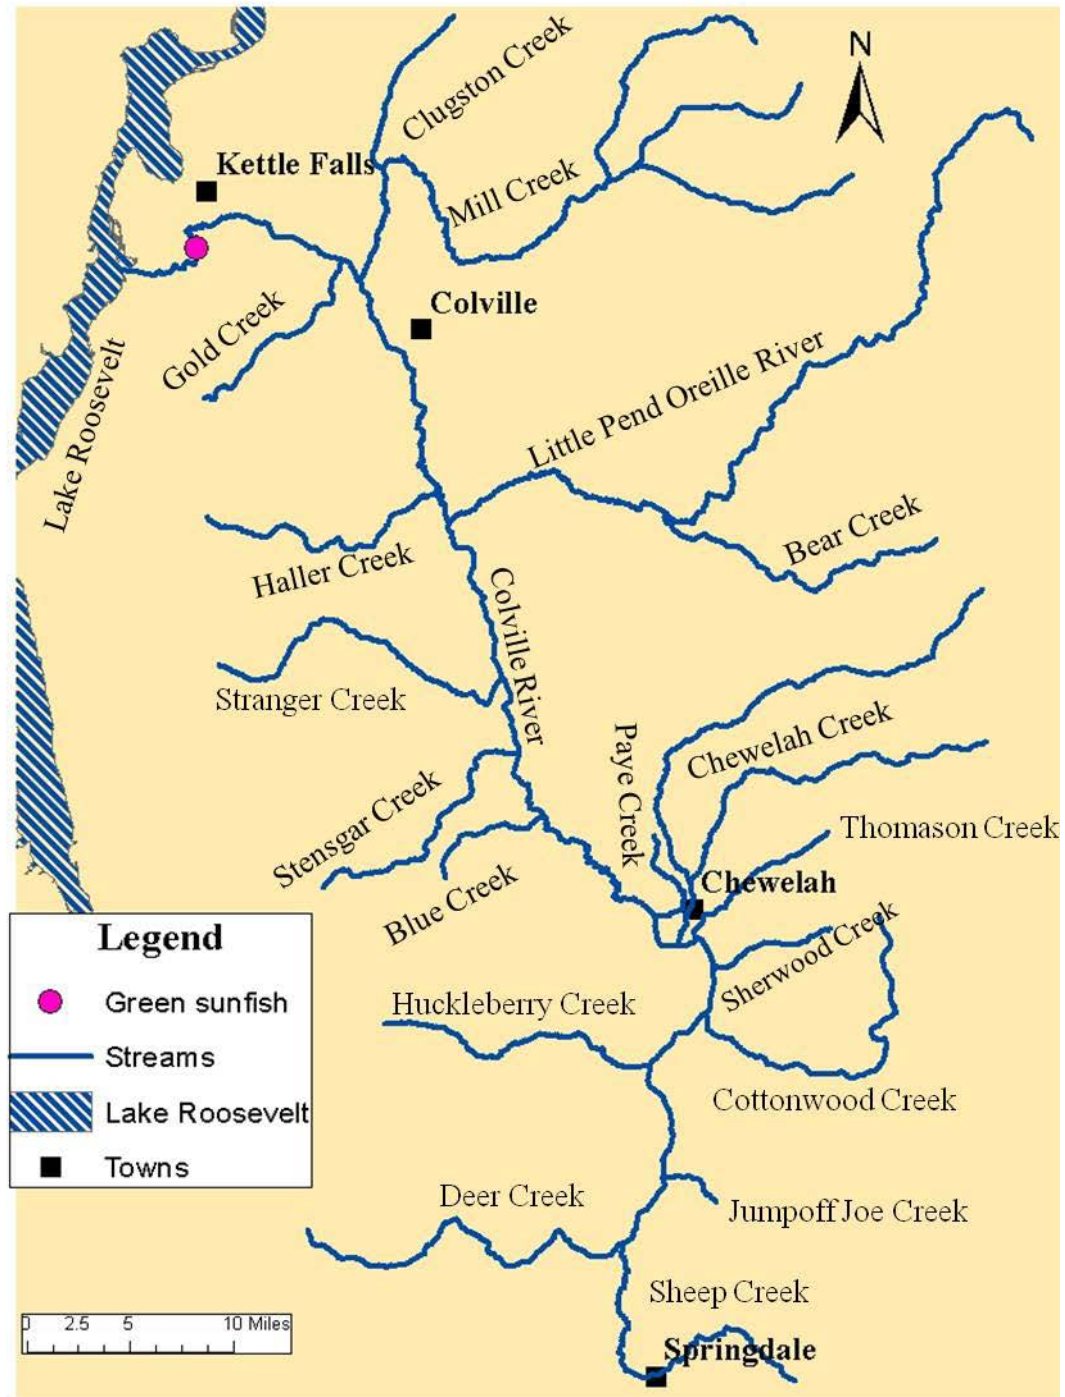 Clugston Creek
N
Kettle Falls
Mill Creek
Colville
Gold Creek
Little Pend Oreille River
Lake Roosevelt
Bear Creek
Haller Creek
Colville River
Stranger Creek
Paye Creek
Chewelah Creek
Stensgar Creek
Thomason Creek
Blue Creek
Chewelah
Sherwood Creek
Legend
Green sunfish
Streams
Lake Roosevelt
Towns
Huckleberry Creek
Cottonwood Creek
Deer Creek
Jumpoff Joe Creek
Sheep Creek
Springdale
0 2.5 5 10 Miles